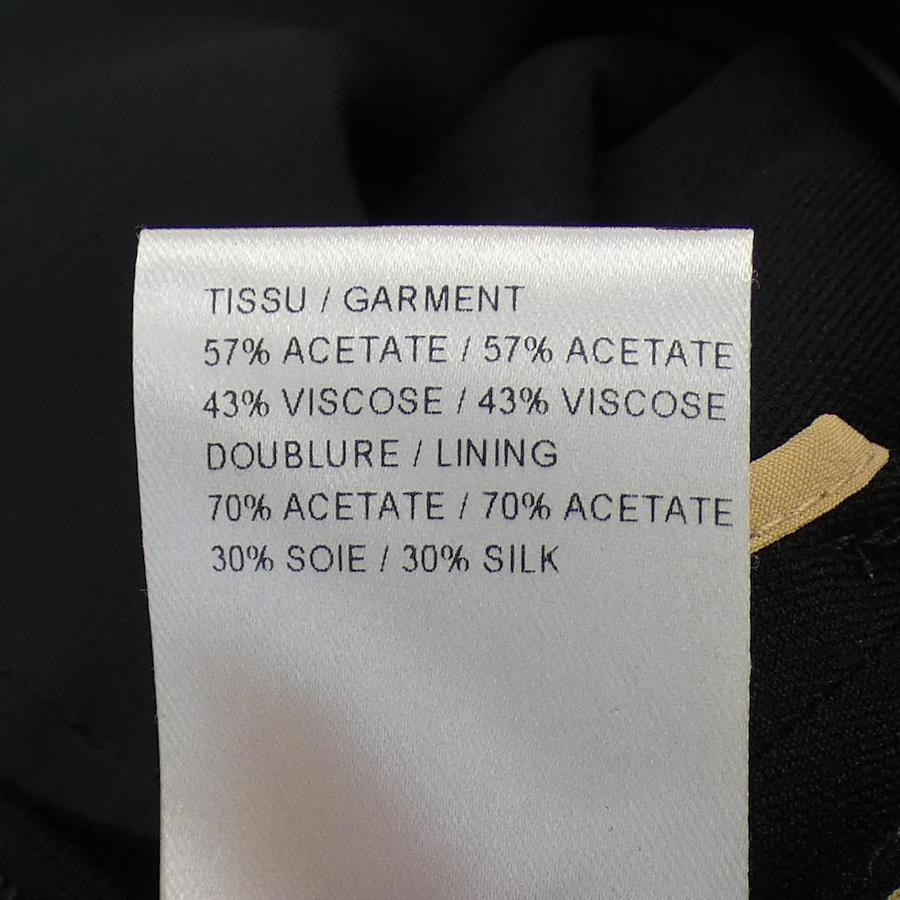 TISSU / GARMENT
57% ACETATE / 57% ACETATE
43% VISCOSE / 43% VISCOSE
DOUBLURE / LINING
70% ACETATE / 70% ACETATE
30% SOIE / 30% SILK